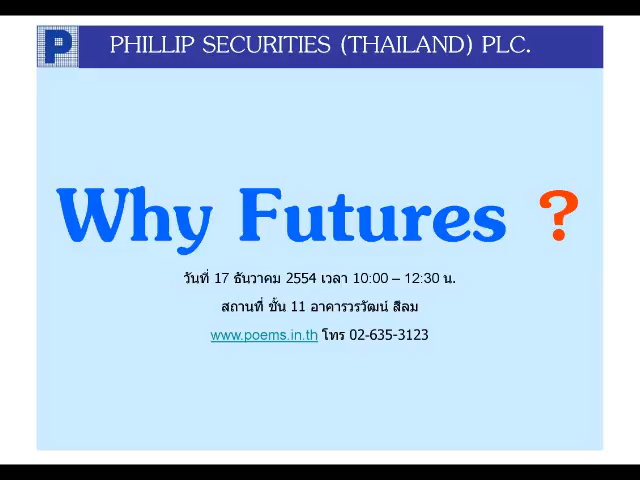 P
PHILLIP SECURITIES (THAILAND) PLC.
Why Futures ?
วันที่ 17 ธันวาคม 2554 เวลา 10:00 – 12:30 น.
สถานที่ ชั้น 11 อาคารวรวัฒน์ สีลม
www.poems.in.th โทร 02-635-3123